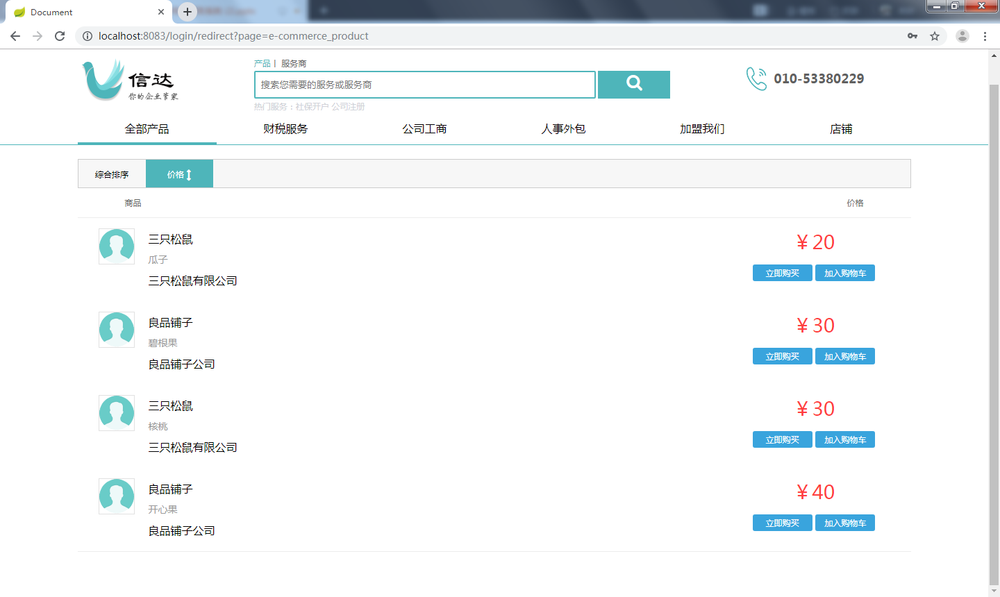 Document
localhost:8083/login/redirect?page=e-commerce_product
信达
你的企业管家
产品 | 服务商
搜索您需要的服务或服务商
热门服务：社保开户 公司注册
010-53380229
全部产品 财税服务 公司工商 人事外包 加盟我们 店铺
综合排序 价格
商品 价格
三只松鼠
瓜子
三只松鼠有限公司
¥ 20
立即购买 加入购物车
良品铺子
碧根果
良品铺子公司
¥ 30
立即购买 加入购物车
三只松鼠
核桃
三只松鼠有限公司
¥ 30
立即购买 加入购物车
良品铺子
开心果
良品铺子公司
¥ 40
立即购买 加入购物车